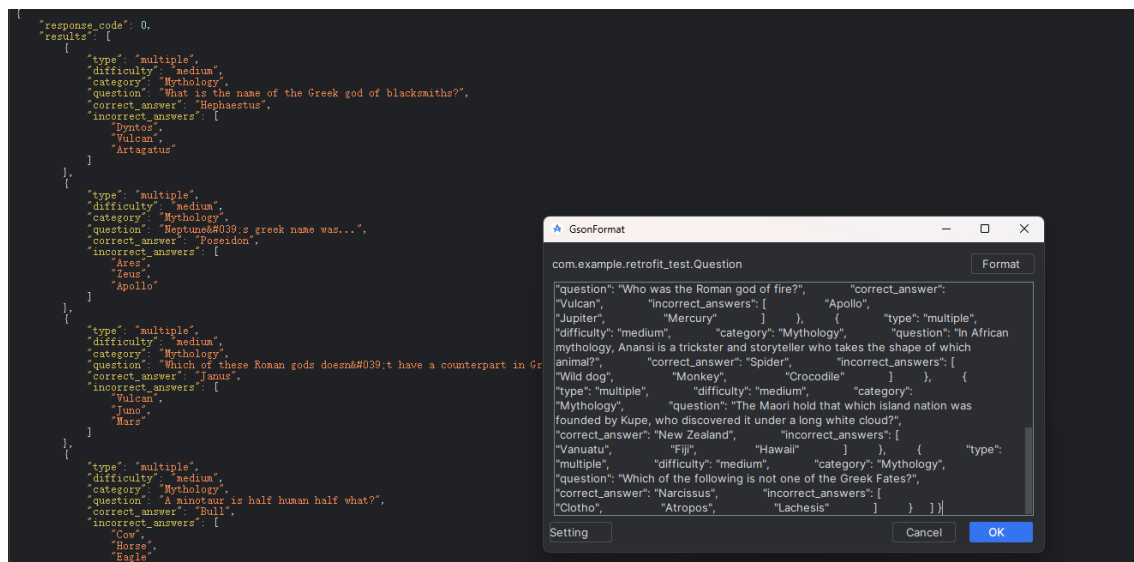 {
"response_code": 0,
"results": [
{
"type": "multiple",
"difficulty": "medium",
"category": "Mythology",
"question": "What is the name of the Greek god of blacksmiths?",
"correct_answer": "Hephaestus",
"incorrect_answers": [
"Dyntos",
"Vulcan",
"Artagatus"
]
},
{
"type": "multiple",
"difficulty": "medium",
"category": "Mythology",
"question": "Neptune&#039;s greek name was...",
"correct_answer": "Poseidon",
"incorrect_answers": [
"Ares",
"Zeus",
"Apollo"
]
},
{
"type": "multiple",
"difficulty": "medium",
"category": "Mythology",
"question": "Which of these Roman gods doesn&#039;t have a counterpart in Gr
"correct_answer": "Janus",
"incorrect_answers": [
"Vulcan",
"Juno",
"Mars"
]
},
{
"type": "multiple",
"difficulty": "medium",
"category": "Mythology",
"question": "A minotaur is half human half what?",
"correct_answer": "Bull",
"incorrect_answers": [
"Cow",
"Horse",
"Eagle"
GsonFormat
com.example.retrofit_test.Question
Format
"question": "Who was the Roman god of fire?", "correct_answer":
"Vulcan", "incorrect_answers": [ "Apollo",
"Jupiter", "Mercury" ] }, { "type": "multiple",
"difficulty": "medium", "category": "Mythology", "question": "In African
mythology, Anansi is a trickster and storyteller who takes the shape of which
animal?", "correct_answer": "Spider", "incorrect_answers": [
"Wild dog", "Monkey", "Crocodile" ] }, {
"type": "multiple", "difficulty": "medium", "category":
"Mythology", "question": "The Maori hold that which island nation was
founded by Kupe, who discovered it under a long white cloud?",
"correct_answer": "New Zealand", "incorrect_answers": [
"Vanuatu", "Fiji", "Hawaii" ] }, { "type":
"multiple", "difficulty": "medium", "category": "Mythology",
"question": "Which of the following is not one of the Greek Fates?",
"correct_answer": "Narcissus", "incorrect_answers": [
"Clotho", "Atropos", "Lachesis" ] } ] }
Setting
Cancel
OK